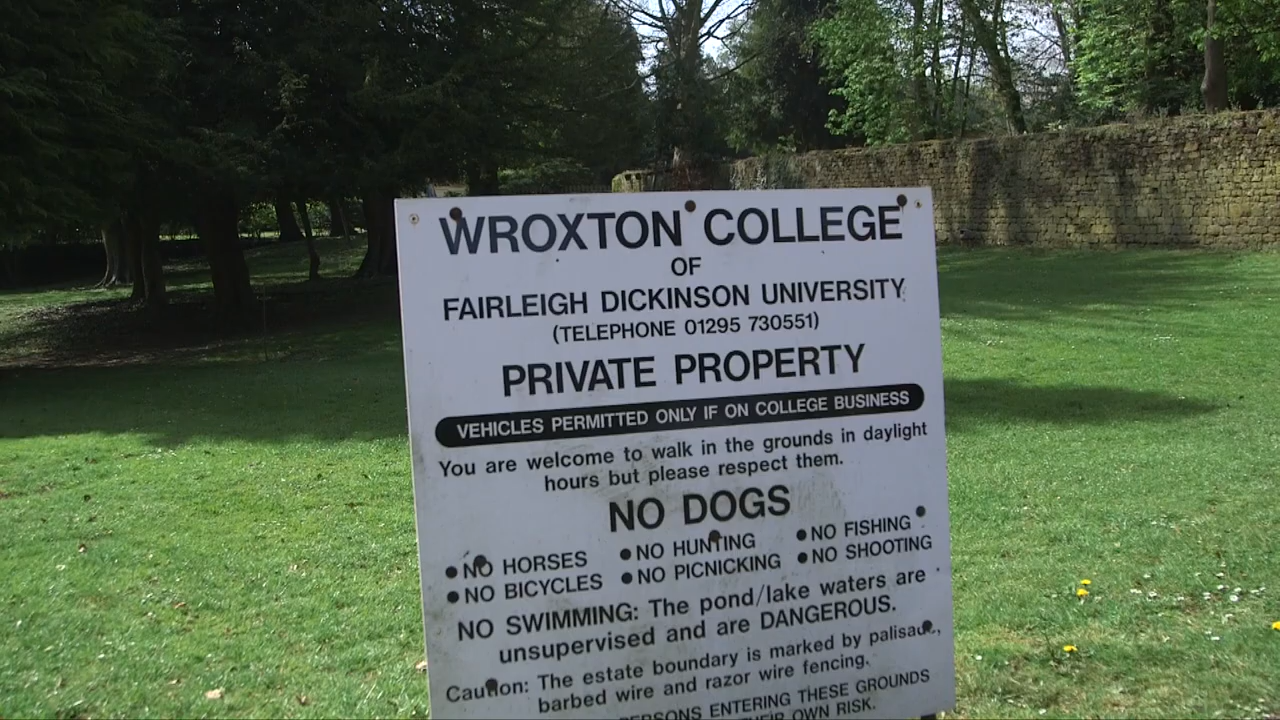 WROXTON COLLEGE
OF
FAIRLEIGH DICKINSON UNIVERSITY
(TELEPHONE 01295 730551)
PRIVATE PROPERTY
VEHICLES PERMITTED ONLY IF ON COLLEGE BUSINESS
You are welcome to walk in the grounds in daylight
hours but please respect them.
NO DOGS
• NO HORSES • NO HUNTING • NO FISHING
• NO BICYCLES • NO PICNICKING • NO SHOOTING
NO SWIMMING: The pond/lake waters are
unsupervised and are DANGEROUS.
Caution: The estate boundary is marked by palisade,
barbed wire and razor wire fencing.
PERSONS ENTERING THESE GROUNDS
THEIR OWN RISK.